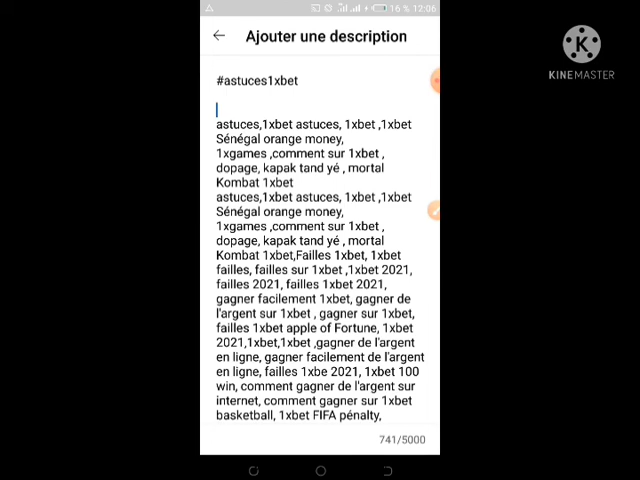 16 % 12:06
Ajouter une description
K
KINEMASTER
#astuces1xbet
astuces,1xbet astuces, 1xbet ,1xbet
Sénégal orange money,
1xgames ,comment sur 1xbet ,
dopage, kapak tand yé , mortal
Kombat 1xbet
astuces,1xbet astuces, 1xbet ,1xbet
Sénégal orange money,
1xgames ,comment sur 1xbet ,
dopage, kapak tand yé , mortal
Kombat 1xbet,Failles 1xbet, 1xbet
failles, failles sur 1xbet ,1xbet 2021,
failles 2021, failles 1xbet 2021,
gagner facilement 1xbet, gagner de
l'argent sur 1xbet , gagner sur 1xbet,
failles 1xbet apple of Fortune, 1xbet
2021,1xbet,1xbet ,gagner de l'argent
en ligne, gagner facilement de l'argent
en ligne, failles 1xbe 2021, 1xbet 100
win, comment gagner de l'argent sur
internet, comment gagner sur 1xbet
basketball, 1xbet FIFA pénalty,
741/5000